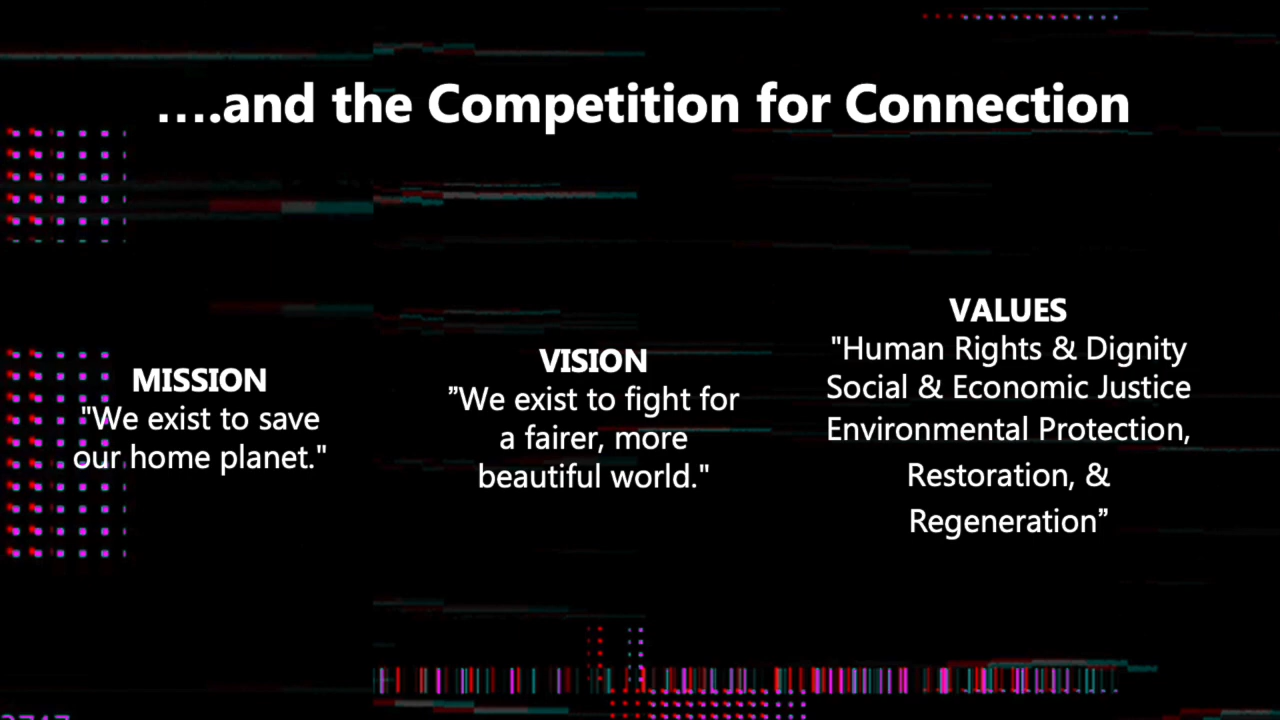 ....and the Competition for Connection
MISSION
"We exist to save
our home planet."
VISION
”We exist to fight for
a fairer, more
beautiful world."
VALUES
"Human Rights & Dignity
Social & Economic Justice
Environmental Protection,
Restoration, &
Regeneration”